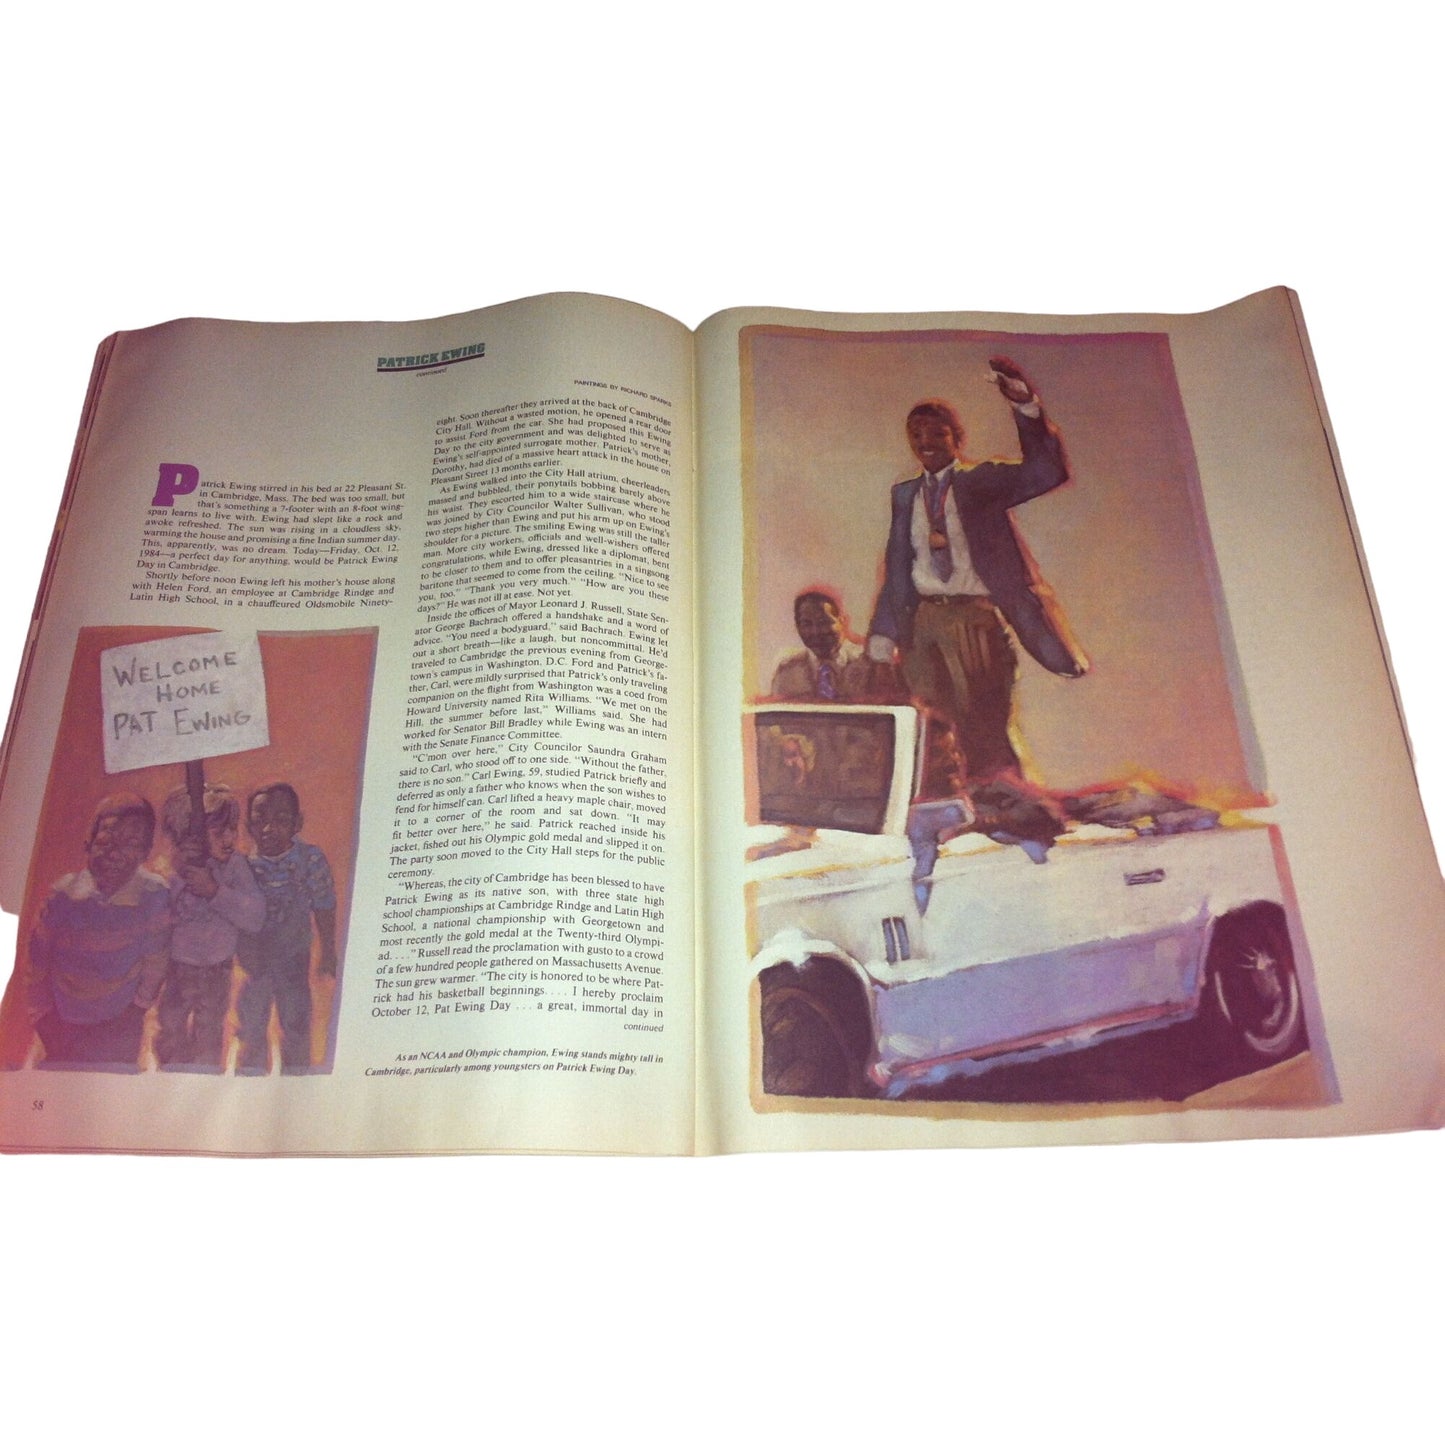 PATRICK EWING
continued
PAINTINGS BY RICHARD SPARKS
Patrick Ewing stirred in his bed at 22 Pleasant St.
in Cambridge, Mass. The bed was too small, but
that's something a 7-footer with an 8-foot wing-
span learns to live with. Ewing had slept like a rock and
awoke refreshed. The sun was rising in a cloudless sky,
warming the house and promising a fine Indian summer day.
This, apparently, was no dream. Today—Friday, Oct. 12,
1984—a perfect day for anything, would be Patrick Ewing
Day in Cambridge.
Shortly before noon Ewing left his mother's house along
with Helen Ford, an employee at Cambridge Rindge and
Latin High School, in a chauffeured Oldsmobile Ninety-
eight. Soon thereafter they arrived at the back of Cambridge
City Hall. Without a wasted motion, he opened a rear door
to assist Ford from the car. She had proposed this Ewing
Day to the city government and was delighted to serve as
Ewing's self-appointed surrogate mother. Patrick's mother,
Dorothy, had died of a massive heart attack in the house on
Pleasant Street 13 months earlier.
As Ewing walked into the City Hall atrium, cheerleaders
massed and bubbled, their ponytails bobbing barely above
his waist. They escorted him to a wide staircase where he
was joined by City Councilor Walter Sullivan, who stood
two steps higher than Ewing and put his arm up on Ewing's
shoulder for a picture. The smiling Ewing was still the taller
man. More city workers, officials and well-wishers offered
congratulations, while Ewing, dressed like a diplomat, bent
to be closer to them and to offer pleasantries in a singsong
baritone that seemed to come from the ceiling. "Nice to see
you, too." "Thank you very much." "How are you these
days?" He was not ill at ease. Not yet.
Inside the offices of Mayor Leonard J. Russell, State Sen-
ator George Bachrach offered a handshake and a word of
advice. "You need a bodyguard," said Bachrach. Ewing let
out a short breath—like a laugh, but noncommittal. He'd
traveled to Cambridge the previous evening from George-
town's campus in Washington, D.C. Ford and Patrick's fa-
ther, Carl, were mildly surprised that Patrick's only traveling
companion on the flight from Washington was a coed from
Howard University named Rita Williams. "We met on the
Hill, the summer before last," Williams said. She had
worked for Senator Bill Bradley while Ewing was an intern
with the Senate Finance Committee.
"C'mon over here," City Councilor Saundra Graham
said to Carl, who stood off to one side. "Without the father,
there is no son." Carl Ewing, 59, studied Patrick briefly and
deferred as only a father who knows when the son wishes to
fend for himself can. Carl lifted a heavy maple chair, moved
it to a corner of the room and sat down. "It may
fit better over here," he said. Patrick reached inside his
jacket, fished out his Olympic gold medal and slipped it on.
The party soon moved to the City Hall steps for the public
ceremony.
"Whereas, the city of Cambridge has been blessed to have
Patrick Ewing as its native son, with three state high
school championships at Cambridge Rindge and Latin High
School, a national championship with Georgetown and
most recently the gold medal at the Twenty-third Olympi-
ad. . . ." Russell read the proclamation with gusto to a crowd
of a few hundred people gathered on Massachusetts Avenue.
The sun grew warmer. "The city is honored to be where Pat-
rick had his basketball beginnings. . . . I hereby proclaim
October 12, Pat Ewing Day . . . a great, immortal day in
continued
WELCOME
HOME
PAT EWING
As an NCAA and Olympic champion, Ewing stands mighty tall in
Cambridge, particularly among youngsters on Patrick Ewing Day.
58